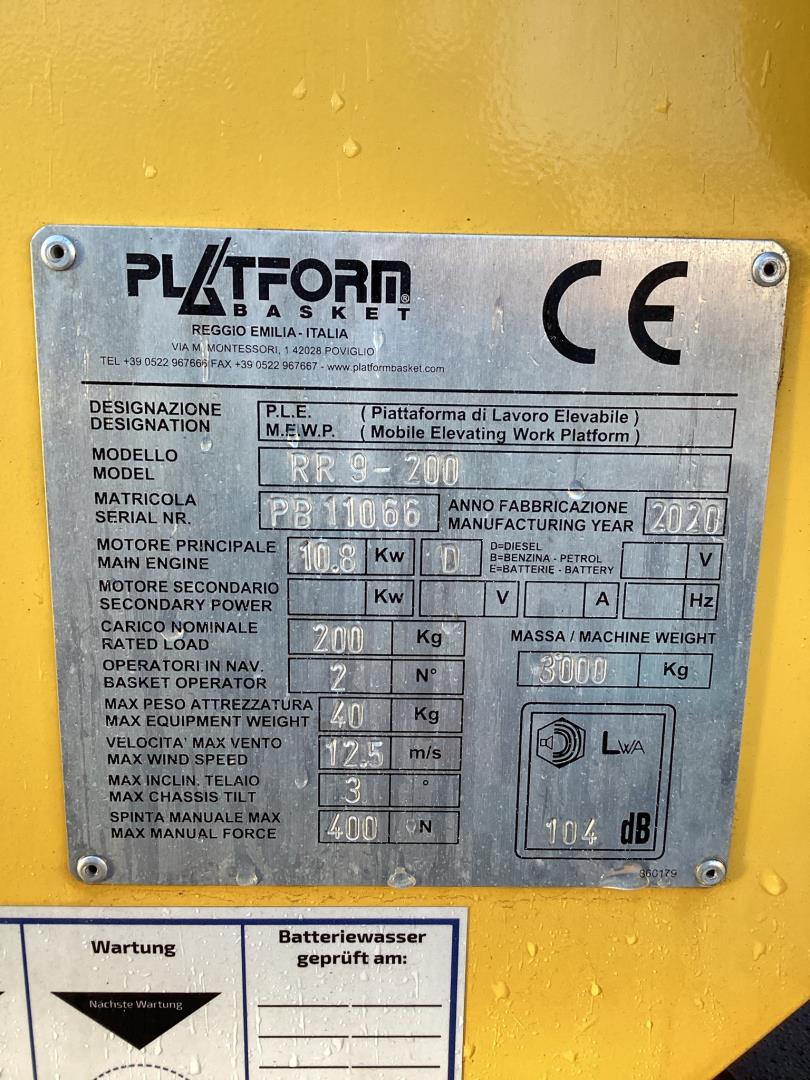 PLATFORM®
BASKET
CE
REGGIO EMILIA - ITALIA
VIA M. MONTESSORI, 1 42028 POVIGLIO
TEL +39 0522 967666 FAX +39 0522 967667 - www.platformbasket.com
DESIGNAZIONE P.L.E. ( Piattaforma di Lavoro Elevabile )
DESIGNATION M.E.W.P. ( Mobile Elevating Work Platform )
MODELLO
MODEL RR 9-200
MATRICOLA ANNO FABBRICAZIONE
SERIAL NR. PB 11066 MANUFACTURING YEAR 2020
MOTORE PRINCIPALE
MAIN ENGINE 10.8 Kw D
D=DIESEL
B=BENZINA - PETROL
E=BATTERIE - BATTERY
V
MOTORE SECONDARIO
SECONDARY POWER Kw V A Hz
CARICO NOMINALE
RATED LOAD 200 Kg
MASSA / MACHINE WEIGHT
3000 Kg
OPERATORI IN NAV.
BASKET OPERATOR 2 N°
MAX PESO ATTREZZATURA
MAX EQUIPMENT WEIGHT 40 Kg
VELOCITA' MAX VENTO
MAX WIND SPEED 12.5 m/s
MAX INCLIN. TELAIO
MAX CHASSIS TILT 3 °
SPINTA MANUALE MAX
MAX MANUAL FORCE 400 N
LWA
104 dB
360179
Wartung
Nächste Wartung
Batteriewasser
geprüft am: